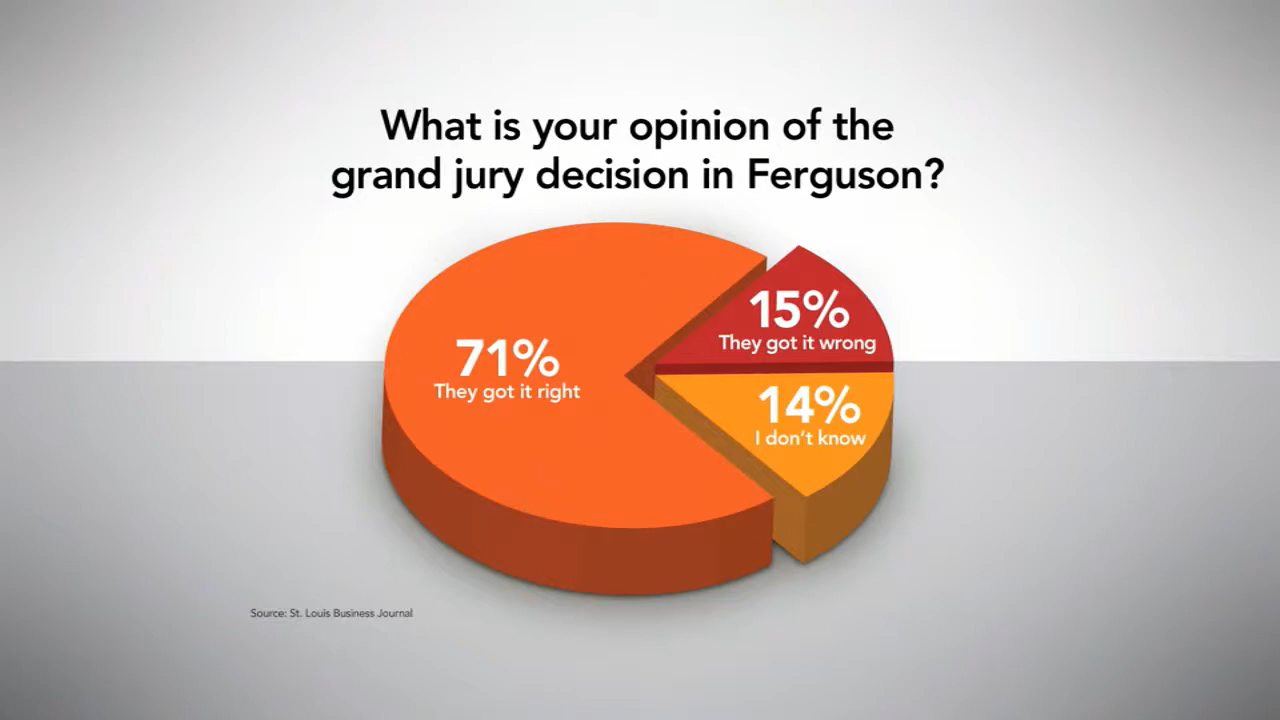 What is your opinion of the
grand jury decision in Ferguson?
15%
They got it wrong
71%
They got it right
14%
I don't know
Source: St. Louis Business Journal